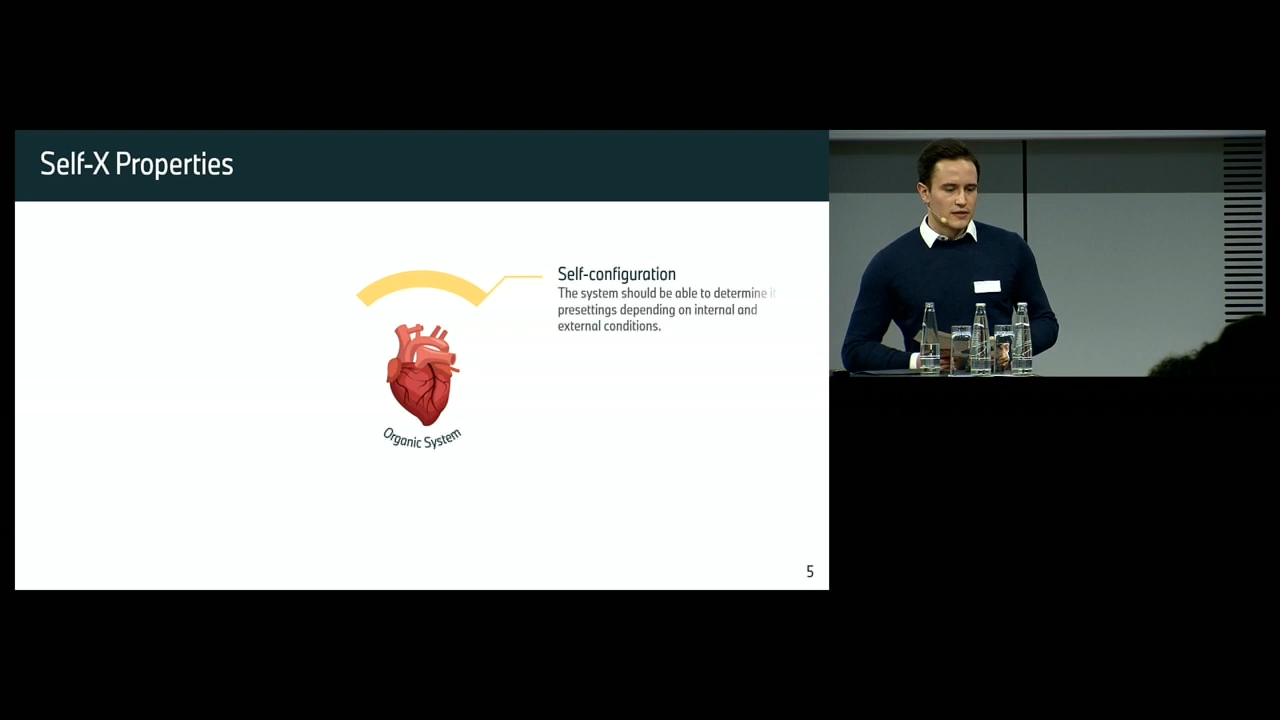 Self-X Properties
Self-configuration
The system should be able to determine
presettings depending on internal and
external conditions.
Organic System
5